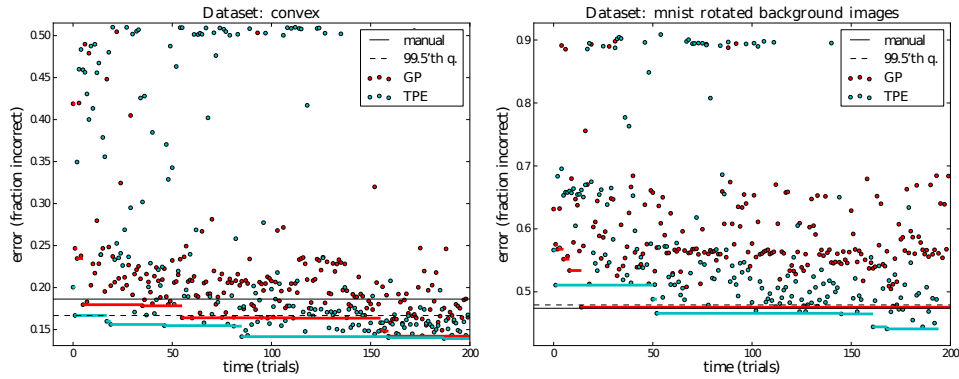 Dataset: convex
manual
99.5'th q.
GP
TPE
error (fraction incorrect)
0.50
0.45
0.40
0.35
0.30
0.25
0.20
0.15
0
50
100
150
200
time (trials)
Dataset: mnist rotated background images
manual
99.5'th q.
GP
TPE
error (fraction incorrect)
0.9
0.8
0.7
0.6
0.5
0
50
100
150
200
time (trials)